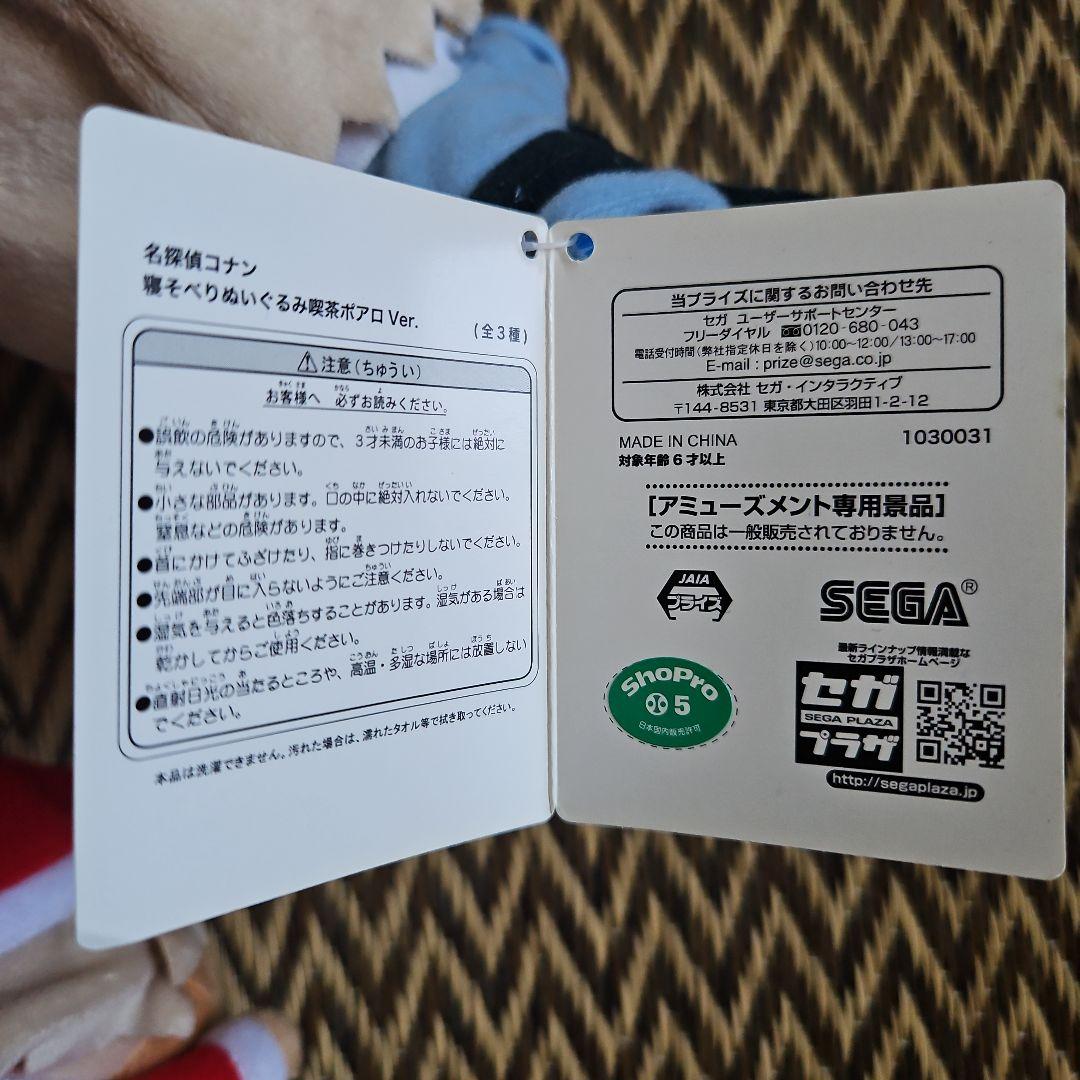 名探偵コナン
寝そべりぬいぐるみ喫茶ポアロ Ver.
(全3種)
⚠注意(ちゅうい)
お客様へ 必ずお読みください。
●誤飲の危険がありますので、3才未満のお子様には絶対に
与えないでください。
●小さな部品があります。口の中に絶対入れないでください。
窒息などの危険があります。
●首にかけてふざけたり、指に巻きつけたりしないでください。
●先端部が目に入らないようにご注意ください。
●湿気を与えると色落ちすることがあります。湿気がある場合は
乾かしてからご使用ください。
●直射日光の当たるところや、高温・多湿な場所には放置しない
でください。
本品は洗濯できません。汚れた場合は、濡れたタオル等で拭き取ってください。
当プライズに関するお問い合わせ先
セガ ユーザーサポートセンター
フリーダイヤル 0120-680-043
電話受付時間(弊社指定休日を除く)10:00~12:00/13:00~17:00
E-mail : prize@sega.co.jp
株式会社 セガ・インタラクティブ
〒144-8531 東京都大田区羽田1-2-12
MADE IN CHINA
1030031
対象年齢6才以上
[アミューズメント専用景品]
この商品は一般販売されておりません。
JAIA
プライズ
SEGA®
ShoPro
5
日本国内販売許可
最新ラインナップ情報満載な
セガプラザホームページ
セガ
SEGA PLAZA
プラザ
http://segaplaza.jp